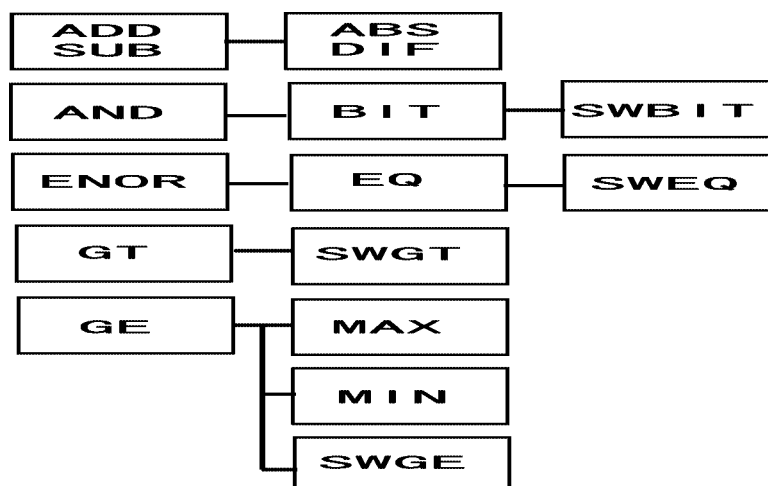 ADD
SUB
ABS
DIF
AND
BIT
SWBIT
ENOR
EQ
SWEQ
GT
SWGT
GE
MAX
MIN
SWGE